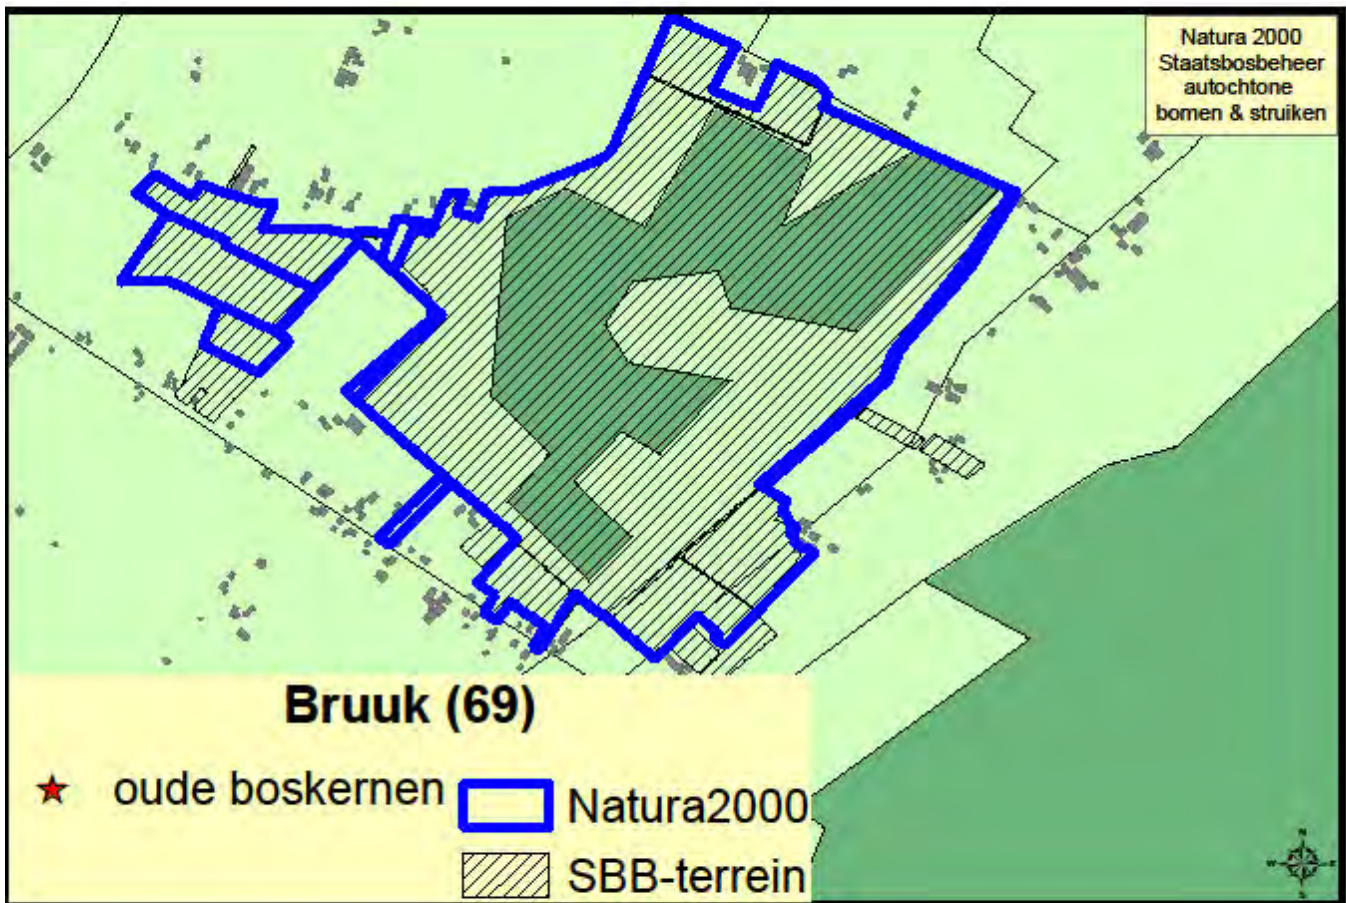 Natura 2000
Staatsbosbeheer
autochtone
bomen & struiken
Bruuk (69)
oude boskernen
Natura2000
SBB-terrein
N
W
E
S